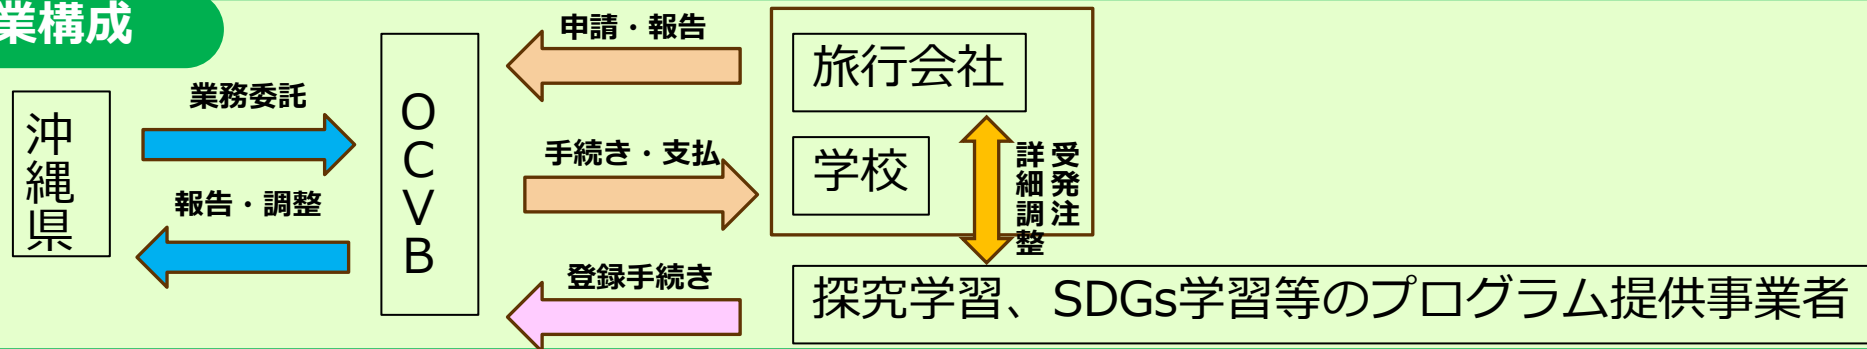 業構成
沖縄県
業務委託
報告・調整
OCVB
申請・報告
手続き・支払
登録手続き
旅行会社
学校
受発注
詳細調整
探究学習、SDGs学習等のプログラム提供事業者